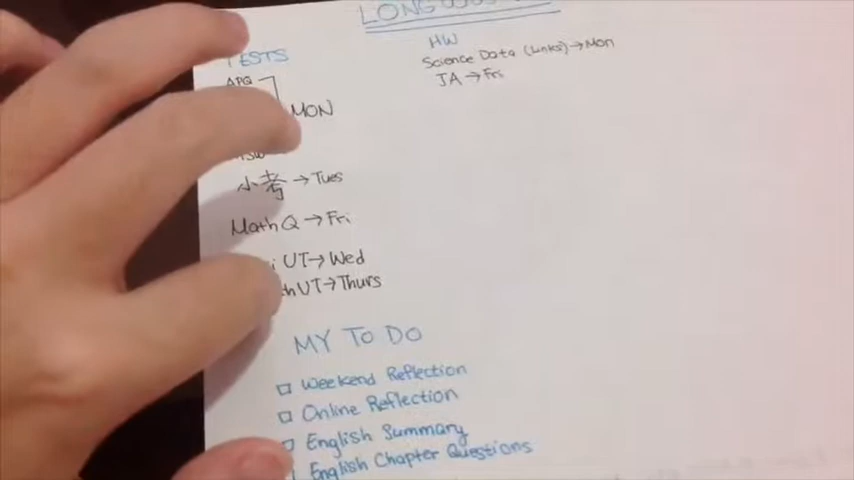 TESTS
APQ
MON
小考 → Tues
Math Q → Fri
UT → Wed
UT → Thurs
HW
Science Data (Links) → Mon
JA → Fri
MY TO DO
Weekend Reflection
Online Reflection
English Summary
English Chapter Questions